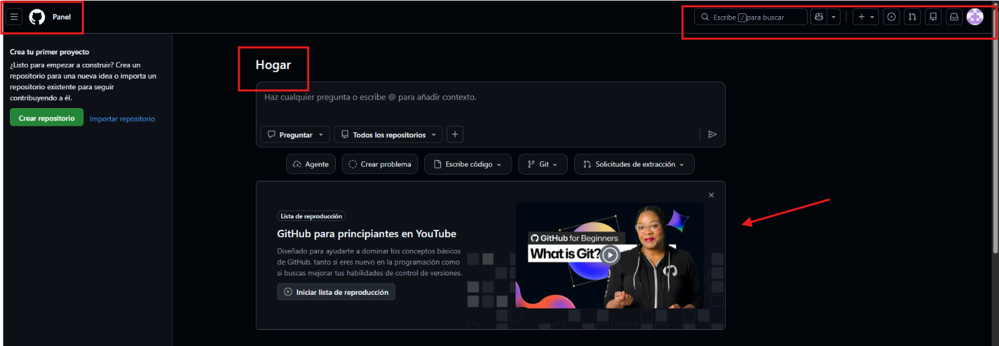 Panel
Escribe / para buscar
Crea tu primer proyecto
¿Listo para empezar a construir? Crea un
repositorio para una nueva idea o importa un
repositorio existente para seguir
contribuyendo a él.
Crear repositorio
Importar repositorio
Hogar
Haz cualquier pregunta o escribe @ para añadir contexto.
Preguntar
Todos los repositorios
Agente
Crear problema
Escribe código
Git
Solicitudes de extracción
Lista de reproducción
GitHub para principiantes en YouTube
Diseñado para ayudarte a dominar los conceptos básicos
de GitHub, tanto si eres nuevo en la programación como
si buscas mejorar tus habilidades de control de versiones.
Iniciar lista de reproducción
GitHub for Beginners
What is Git?